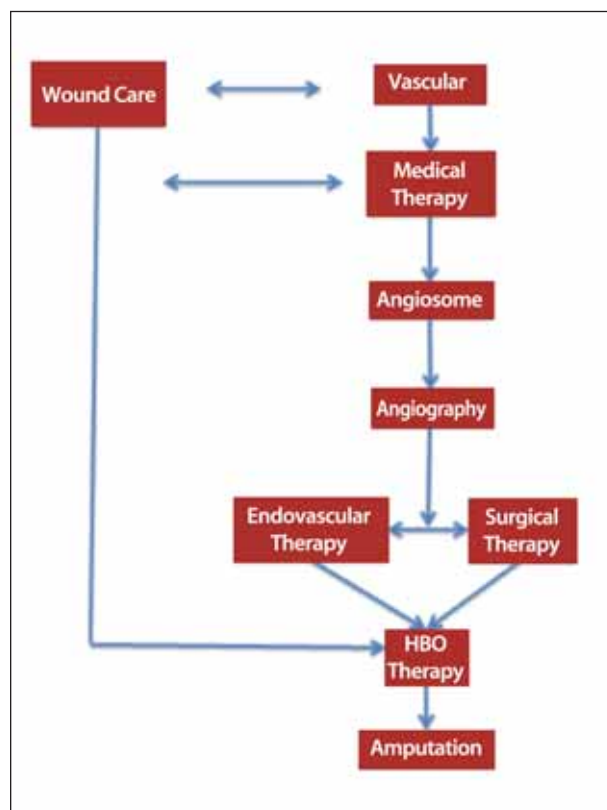 Wound Care
Vascular
Medical
Therapy
Angiosome
Angiography
Endovascular
Therapy
Surgical
Therapy
HBO
Therapy
Amputation